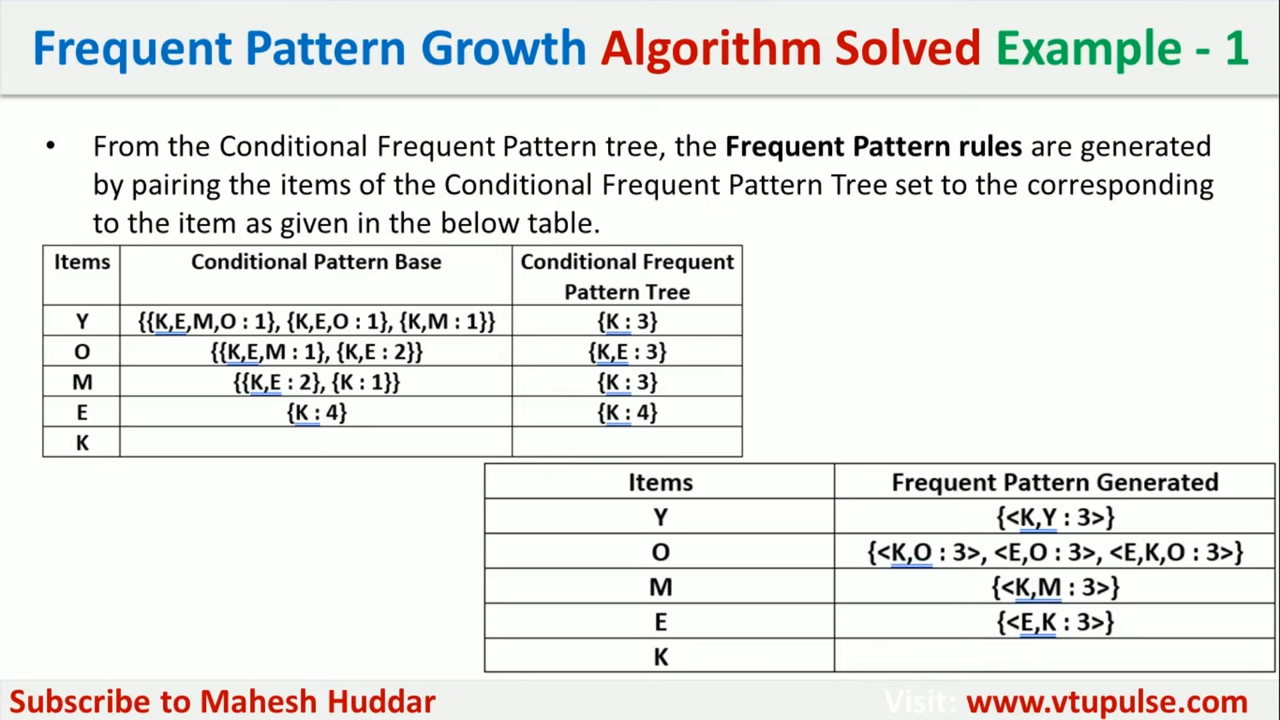 Frequent Pattern Growth Algorithm Solved Example - 1
• From the Conditional Frequent Pattern tree, the Frequent Pattern rules are generated
by pairing the items of the Conditional Frequent Pattern Tree set to the corresponding
to the item as given in the below table.
Items Conditional Pattern Base Conditional Frequent
Pattern Tree
Y {{K,E,M,O : 1}, {K,E,O : 1}, {K,M : 1}} {K : 3}
O {{K,E,M : 1}, {K,E : 2}} {K,E : 3}
M {{K,E : 2}, {K : 1}} {K : 3}
E {K : 4} {K : 4}
K
Items Frequent Pattern Generated
Y {<K,Y : 3>}
O {<K,O : 3>, <E,O : 3>, <E,K,O : 3>}
M {<K,M : 3>}
E {<E,K : 3>}
K
Subscribe to Mahesh Huddar Visit: www.vtupulse.com